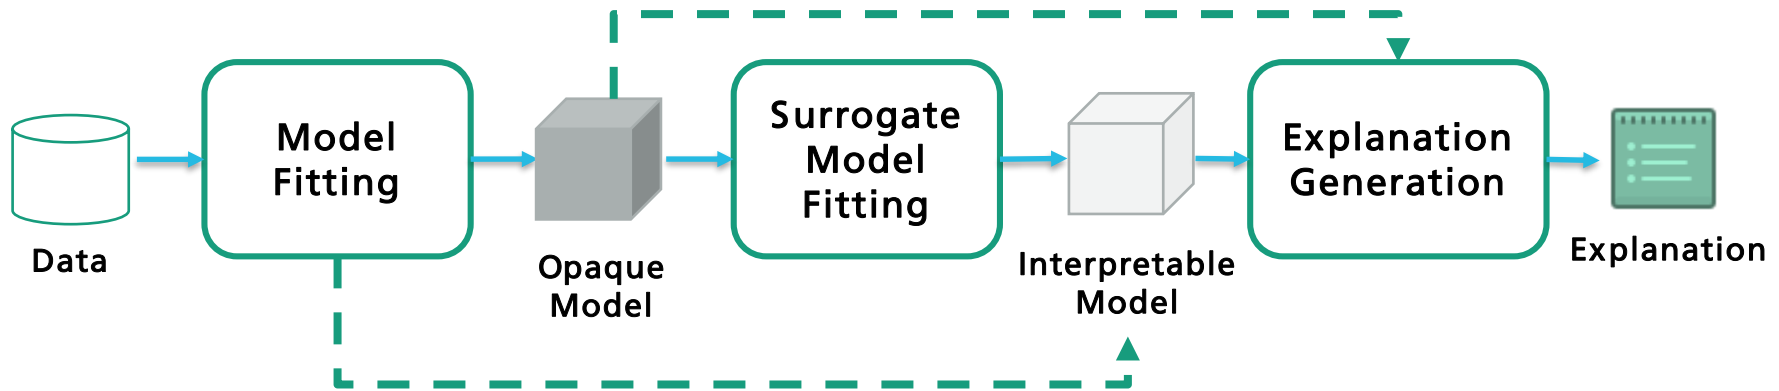 Data
Model
Fitting
Opaque
Model
Surrogate
Model
Fitting
Interpretable
Model
Explanation
Generation
Explanation